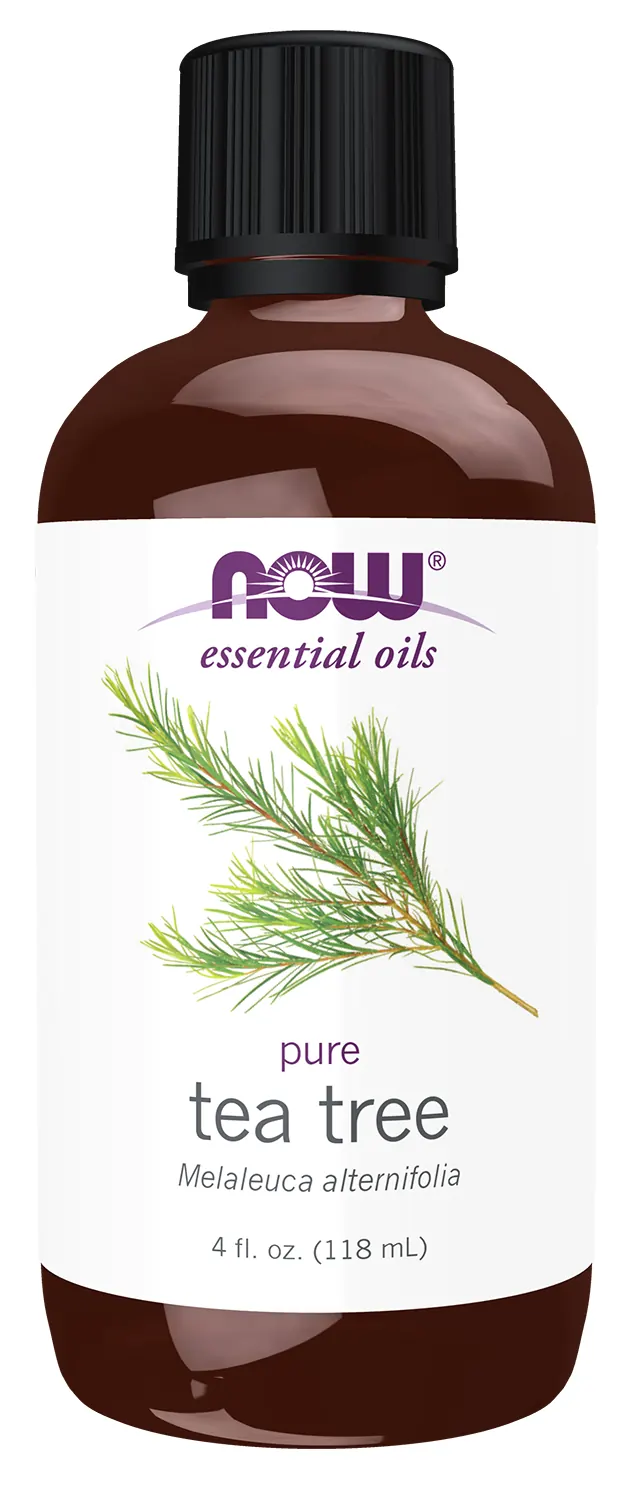 now®
essential oils
pure
tea tree
Melaleuca alternifolia
4 fl. oz. (118 mL)